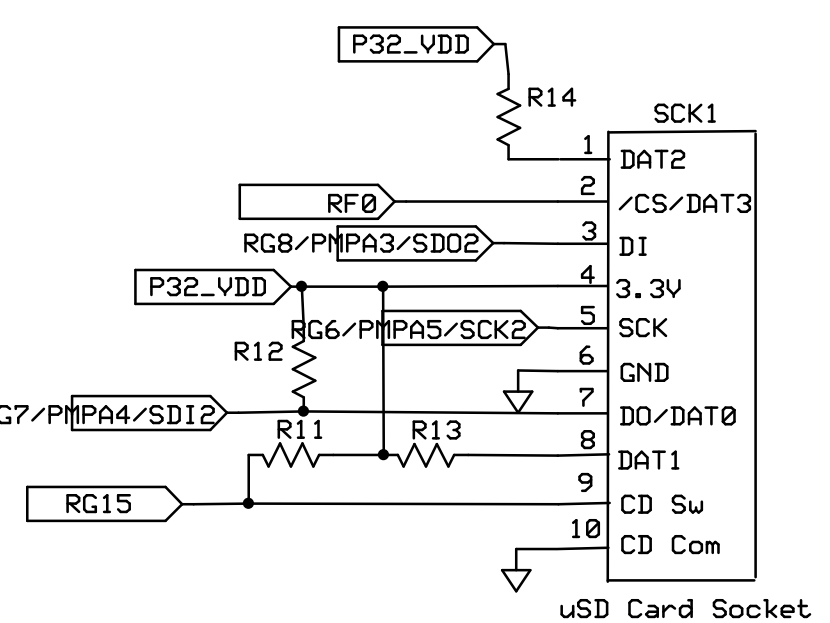 P32_VDD
R14
SCK1
1
DAT2
2
RF0
/CS/DAT3
3
RG8/PMPA3/SDO2
DI
4
P32_VDD
3.3V
5
RG6/PMPA5/SCK2
SCK
R12
6
GND
7
G7/PMPA4/SDI2
DO/DAT0
R11
R13
8
DAT1
9
RG15
CD Sw
10
CD Com
uSD Card Socket